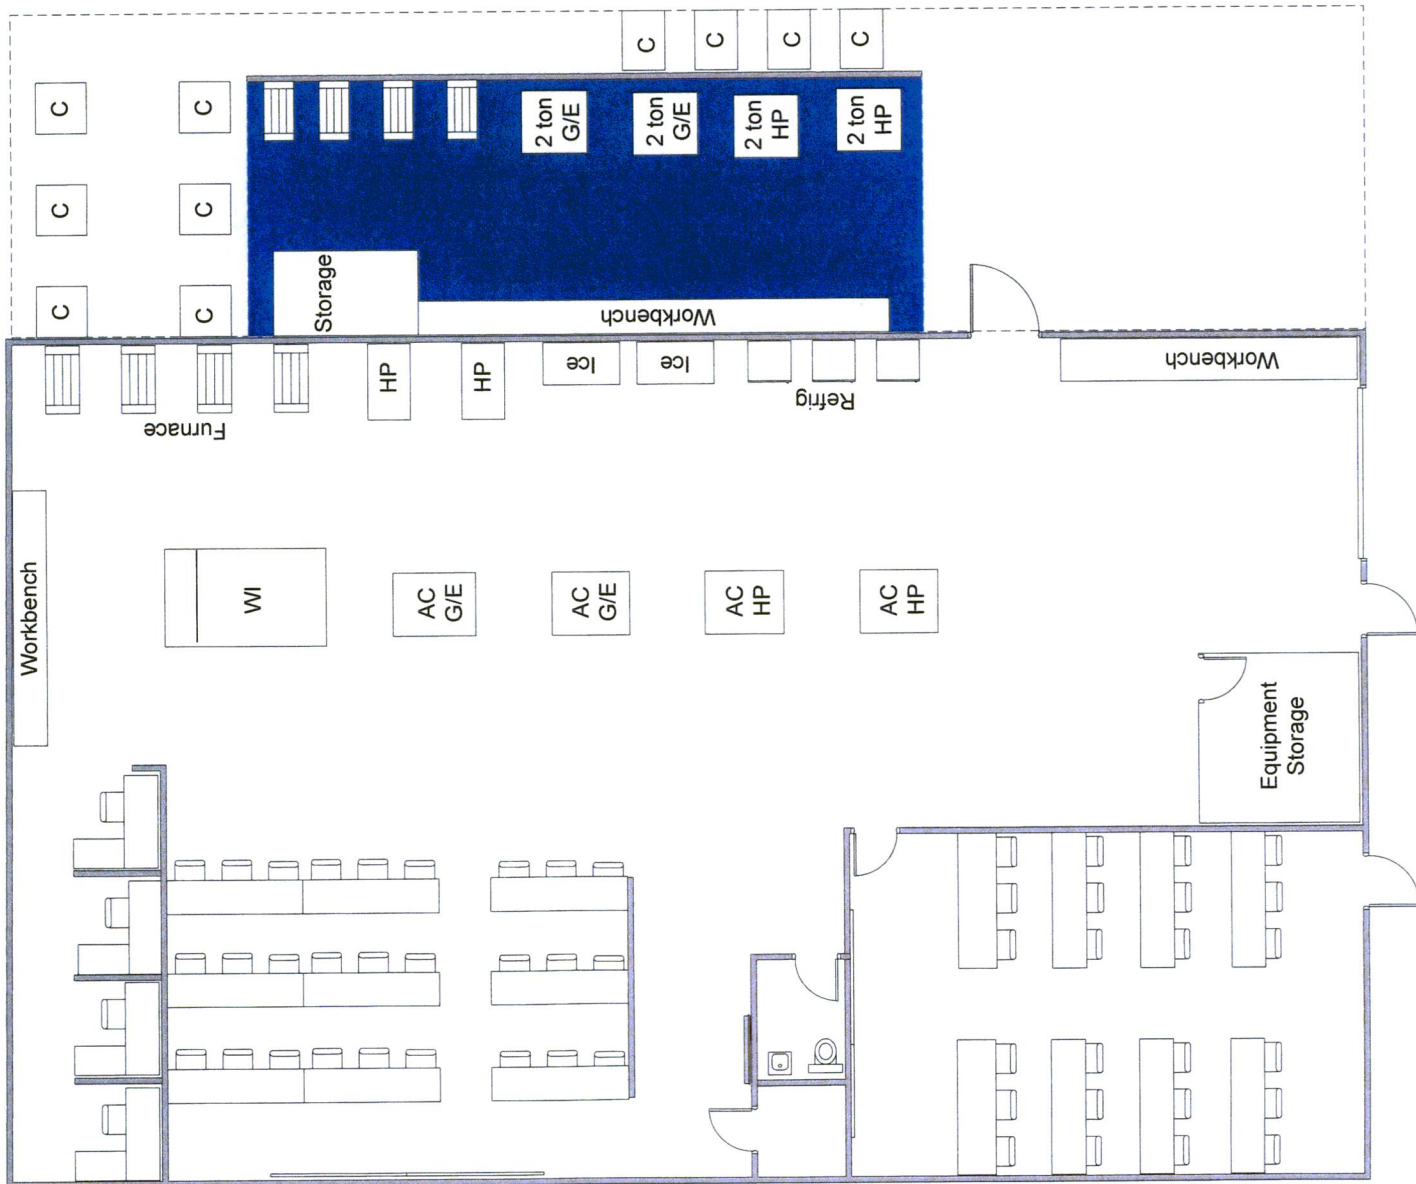 C
C
C
C
C
C
C
C
C
C
2 ton
G/E
2 ton
G/E
2 ton
HP
2 ton
HP
Storage
Workbench
Furnace
HP
HP
Ice
Ice
Refrig
Workbench
Workbench
WI
AC
G/E
AC
G/E
AC
HP
AC
HP
Equipment
Storage